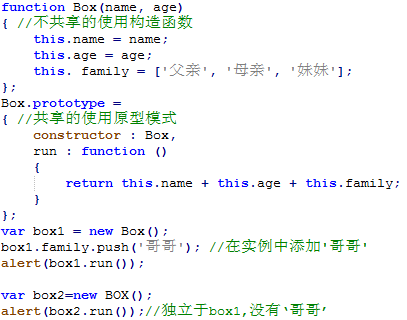 function Box(name, age)
{ //不共享的使用构造函数
    this.name = name;
    this.age = age;
    this. family = ['父亲', '母亲', '妹妹'];
};
Box.prototype =
{ //共享的使用原型模式
    constructor : Box,
    run : function ()
    {
        return this.name + this.age + this.family;
    }
};
var box1 = new Box();
box1.family.push('哥哥'); //在实例中添加'哥哥'
alert(box1.run());

var box2=new BOX();
alert(box2.run());//独立于box1,没有‘哥哥’